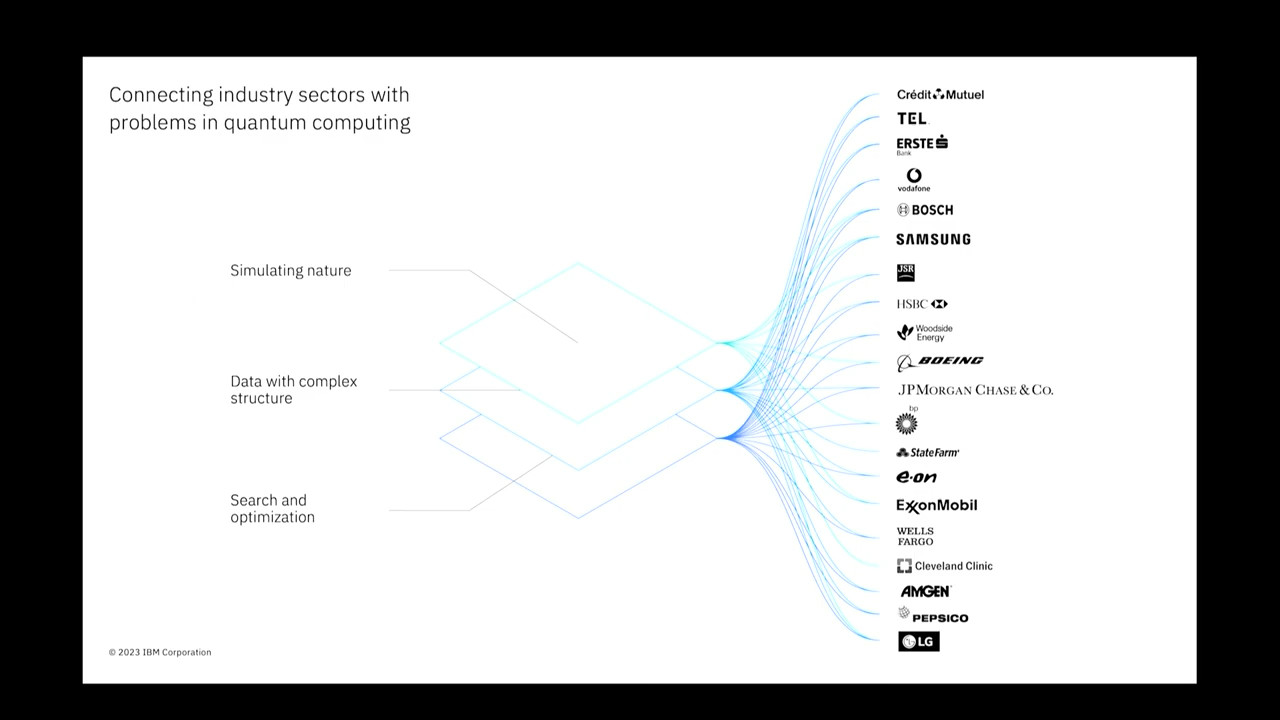 Connecting industry sectors with
problems in quantum computing
Simulating nature
Data with complex
structure
Search and
optimization
Crédit Mutuel
TEL
ERSTE
Bank
vodafone
BOSCH
SAMSUNG
JSR
HSBC
Woodside
Energy
BOEING
JPMORGAN CHASE & CO.
bp
StateFarm
e·on
ExxonMobil
WELLS
FARGO
Cleveland Clinic
AMGEN
PEPSICO
LG
© 2023 IBM Corporation